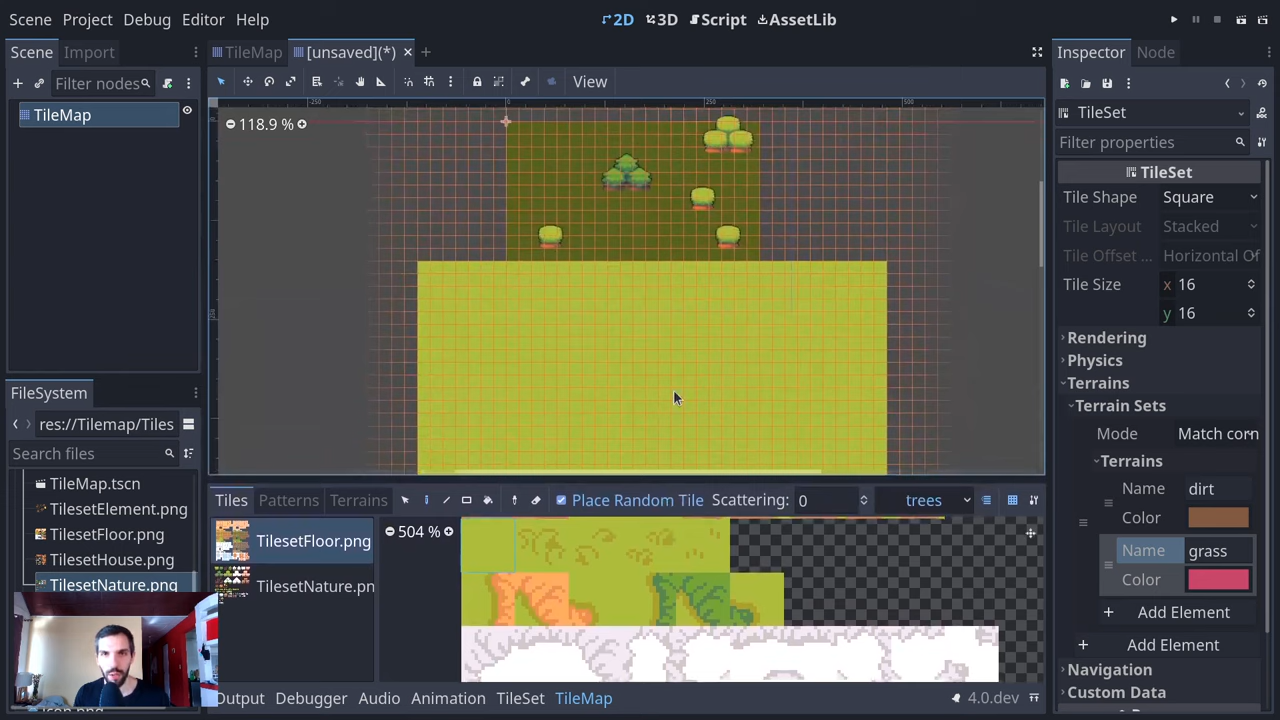 Scene Project Debug Editor Help
2D 3D Script AssetLib
Scene Import
TileMap [unsaved](*)
Inspector Node
Filter nodes
View
TileSet
TileMap
-250 0 250 500
118.9 %
Filter properties
TileSet
Tile Shape Square
Tile Layout Stacked
Tile Offset ... Horizontal Of
Tile Size x 16
y 16
Rendering
Physics
Terrains
Terrain Sets
Mode Match corn
Terrains
Name dirt
Color
Name grass
Color
Add Element
Add Element
Navigation
Custom Data
FileSystem
res://Tilemap/Tiles
Search files
TileMap.tscn
TilesetElement.png
TilesetFloor.png
TilesetHouse.png
TilesetNature.png
Tiles Patterns Terrains
Place Random Tile Scattering: 0 trees
TilesetFloor.png
TilesetNature.pn
504 %
Output Debugger Audio Animation TileSet TileMap
4.0.dev